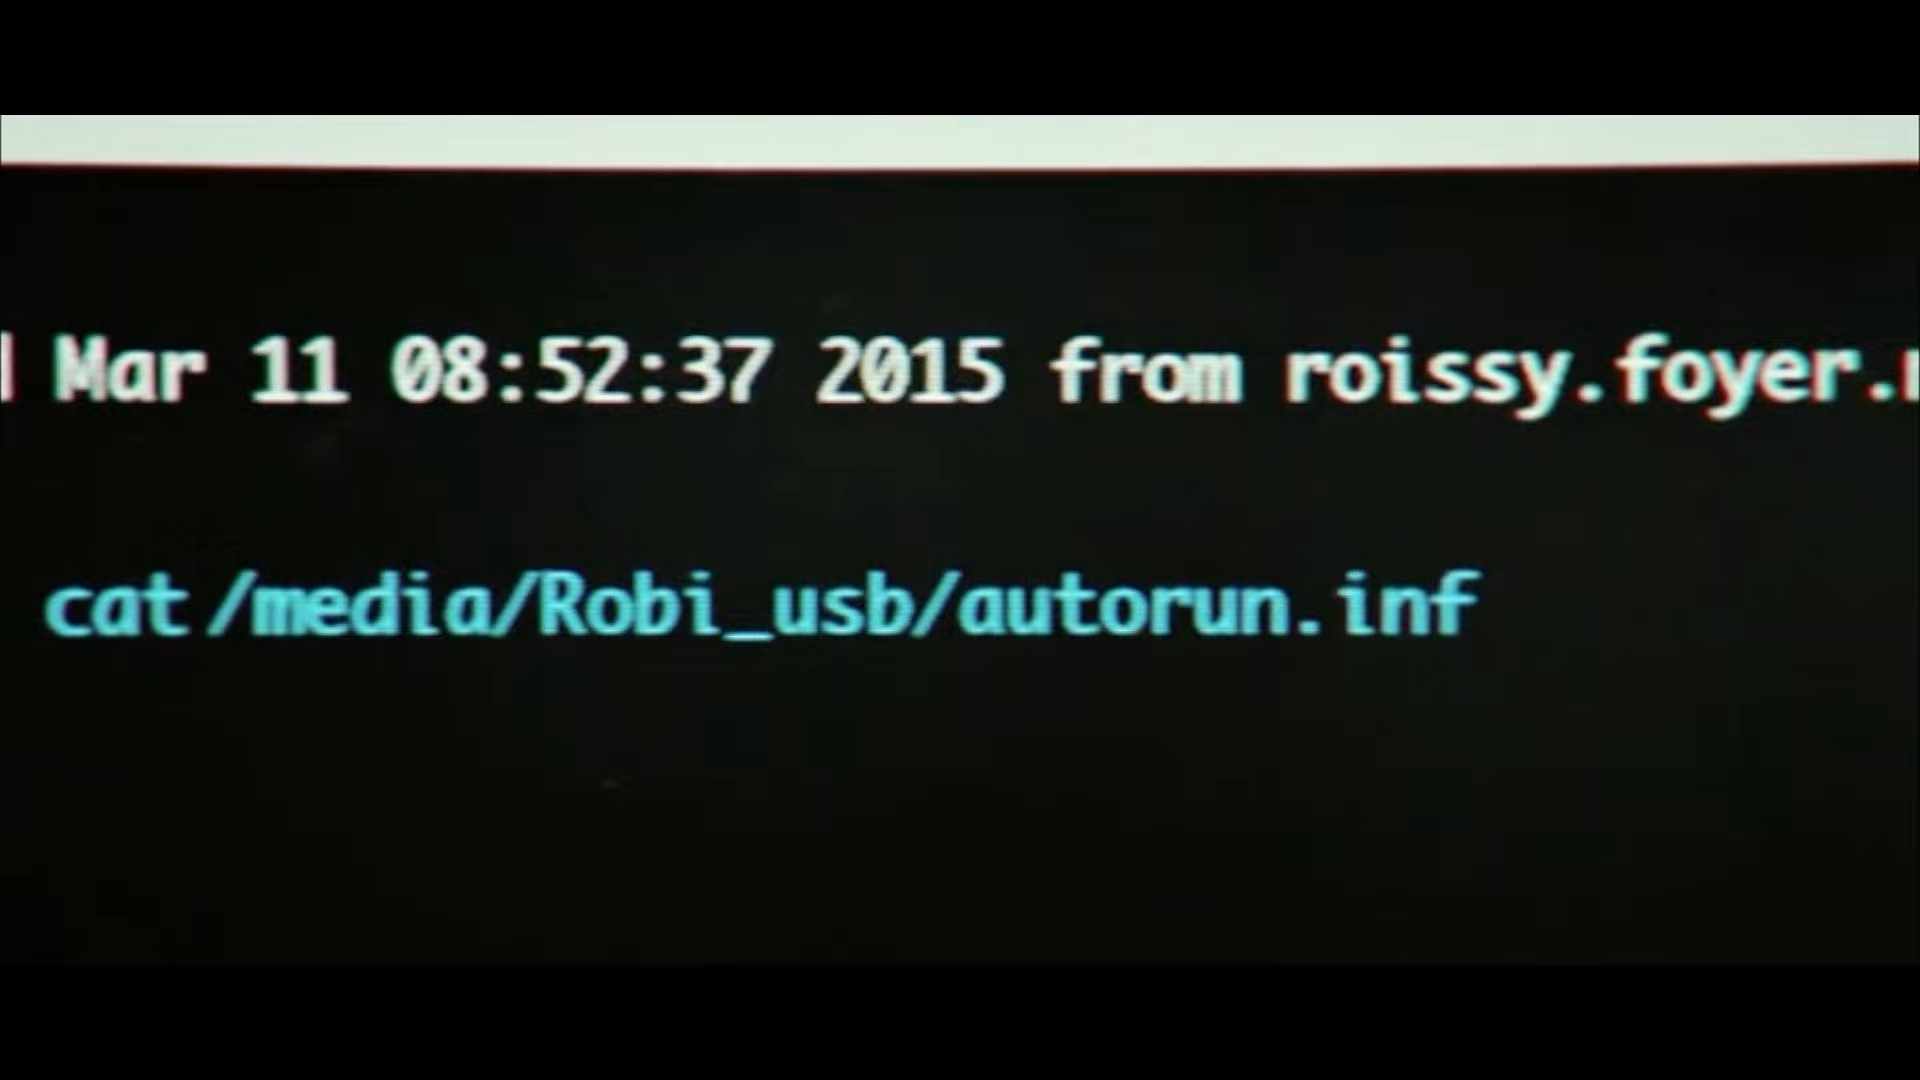 Mar 11 08:52:37 2015 from roissy.foyer.
cat /media/Robi_usb/autorun.inf